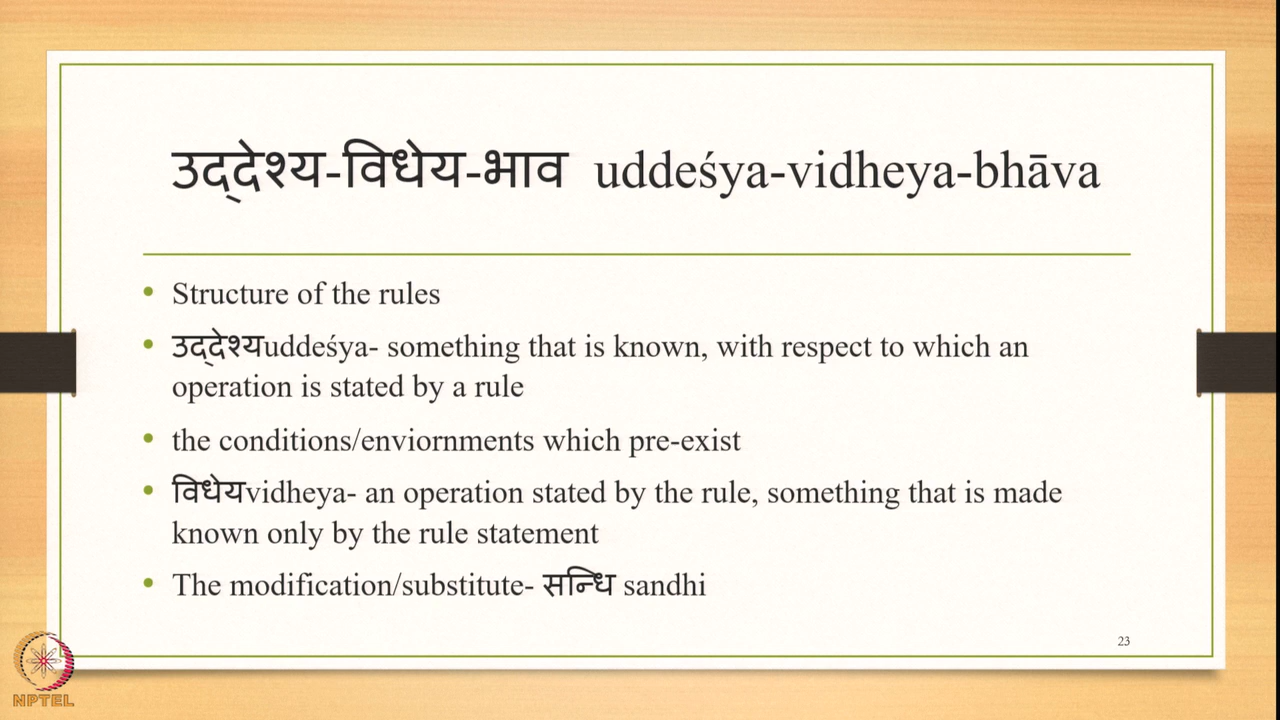 उद्देश्य-विधेय-भाव uddeśya-vidheya-bhāva
• Structure of the rules
• उद्देश्यuddeśya- something that is known, with respect to which an
operation is stated by a rule
• the conditions/enviornments which pre-exist
• विधेयvidheya- an operation stated by the rule, something that is made
known only by the rule statement
• The modification/substitute- सन्धि sandhi
23
NPTEL